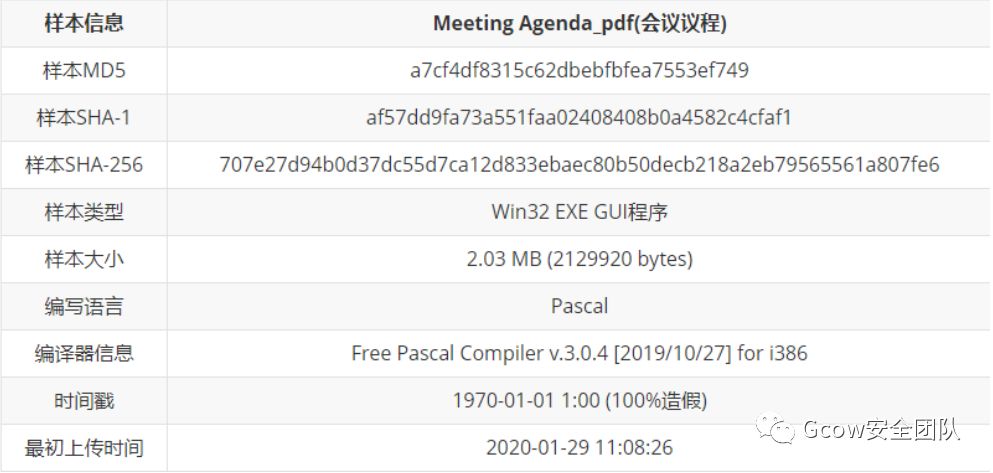 样本信息 Meeting Agenda_pdf(会议议程)
样本MD5 a7cf4df8315c62dbebfbfea7553ef749
样本SHA-1 af57dd9fa73a551faa02408408b0a4582c4cfaf1
样本SHA-256 707e27d94b0d37dc55d7ca12d833ebaec80b50decb218a2eb79565561a807fe6
样本类型 Win32 EXE GUI程序
样本大小 2.03 MB (2129920 bytes)
编写语言 Pascal
编译器信息 Free Pascal Compiler v.3.0.4 [2019/10/27] for i386
时间戳 1970-01-01 1:00 (100%造假)
最初上传时间 2020-01-29 11:08:26
Gcow安全团队